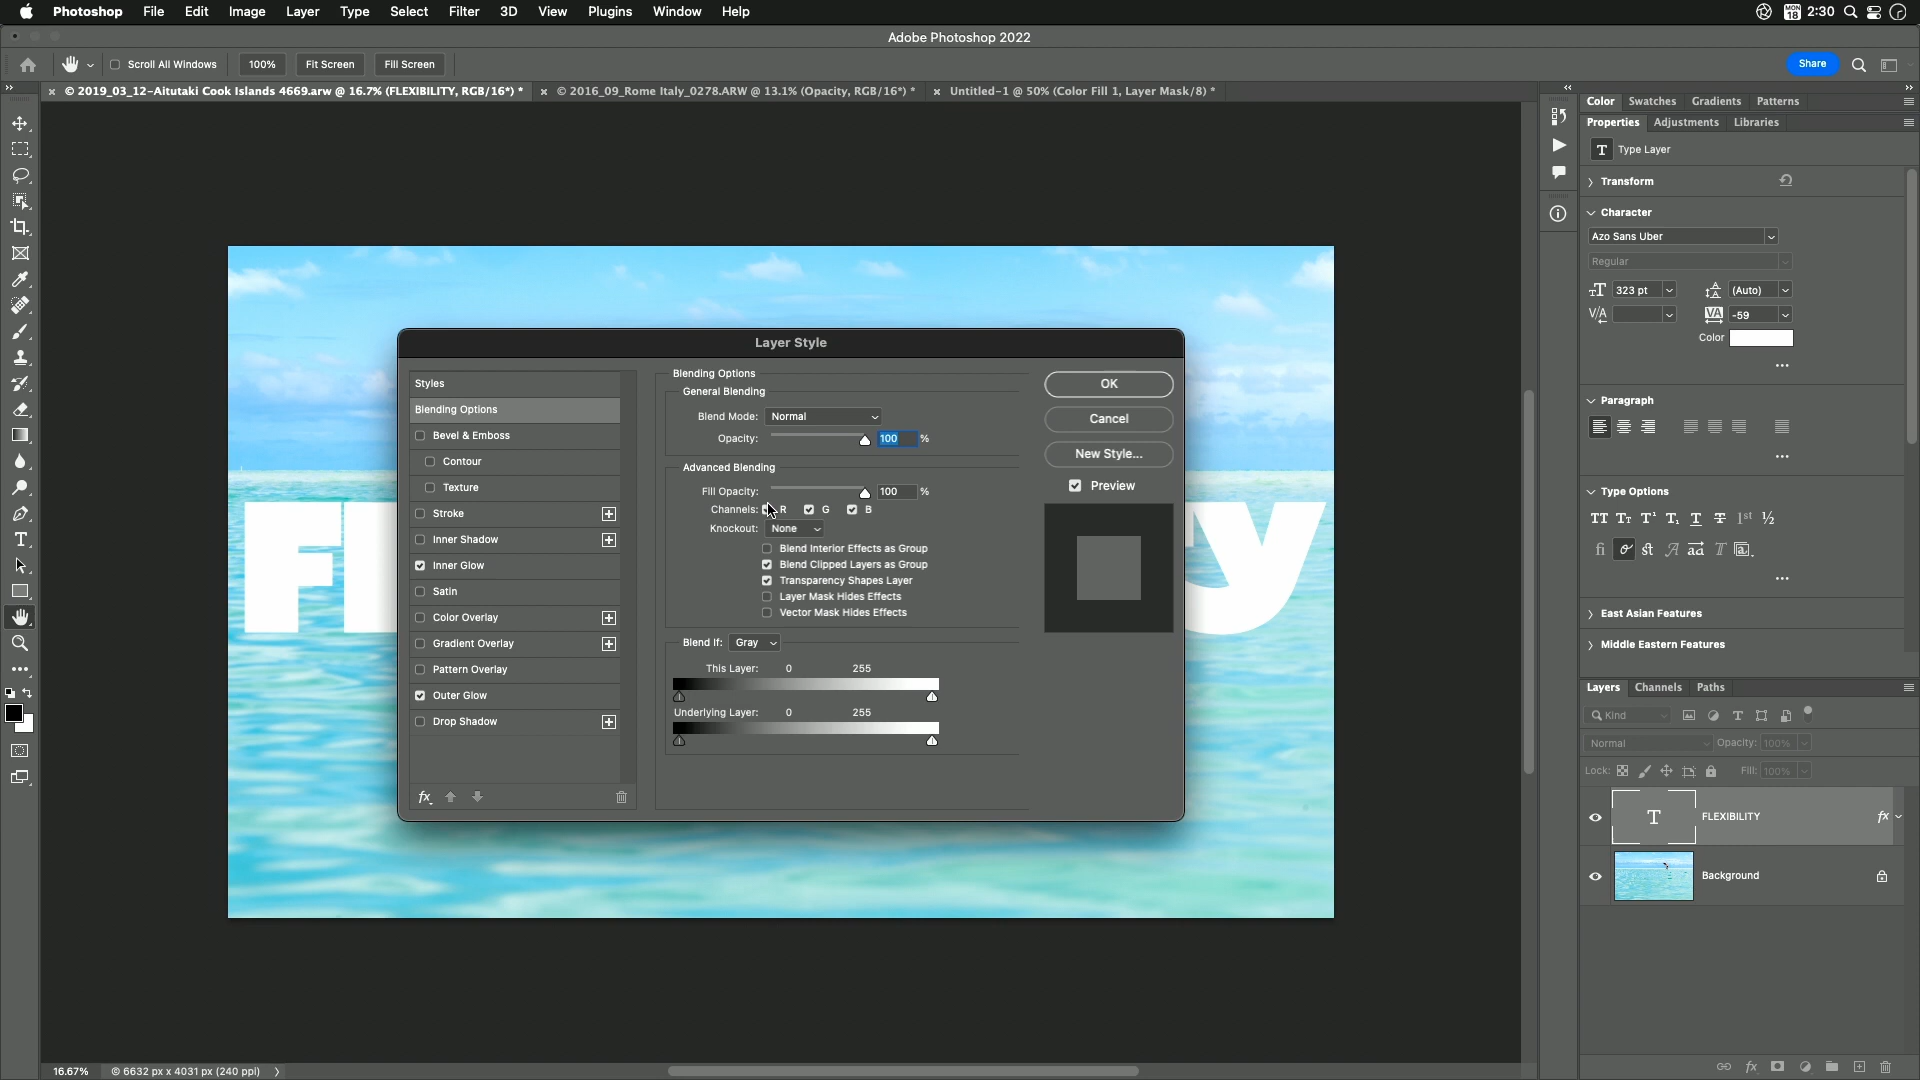 Photoshop File Edit Image Layer Type Select Filter 3D View Plugins Window Help MON 18 2:30
Adobe Photoshop 2022
Scroll All Windows 100% Fit Screen Fill Screen Share
© 2019_03_12-Aitutaki Cook Islands 4669.arw @ 16.7% (FLEXIBILITY, RGB/16*) * © 2016_09_Rome Italy_0278.ARW @ 13.1% (Opacity, RGB/16*) * Untitled-1 @ 50% (Color Fill 1, Layer Mask/8) *
Fl
y
Layer Style
Styles
Blending Options
Bevel & Emboss
Contour
Texture
Stroke
Inner Shadow
Inner Glow
Satin
Color Overlay
Gradient Overlay
Pattern Overlay
Outer Glow
Drop Shadow
fx
Blending Options
General Blending
Blend Mode: Normal
Opacity: 100 %
Advanced Blending
Fill Opacity: 100 %
Channels: R G B
Knockout: None
Blend Interior Effects as Group
Blend Clipped Layers as Group
Transparency Shapes Layer
Layer Mask Hides Effects
Vector Mask Hides Effects
Blend If: Gray
This Layer: 0 255
Underlying Layer: 0 255
OK
Cancel
New Style...
Preview
Color Swatches Gradients Patterns
Properties Adjustments Libraries
T Type Layer
Transform
Character
Azo Sans Uber
Regular
323 pt (Auto)
-59
Color
Paragraph
Type Options
East Asian Features
Middle Eastern Features
Layers Channels Paths
Kind
Normal Opacity: 100%
Lock: Fill: 100%
T FLEXIBILITY fx
Background
16.67% © 6632 px x 4031 px (240 ppi)